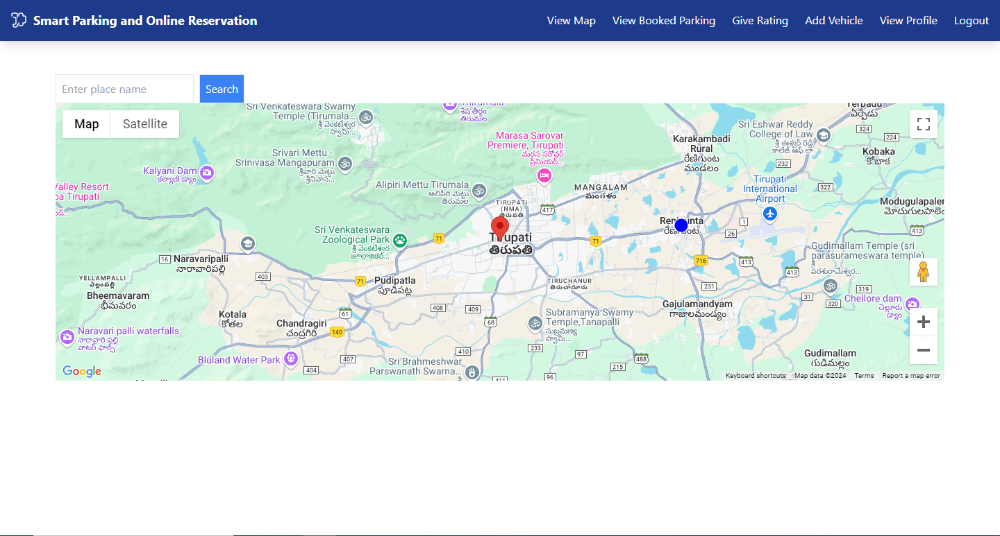 Smart Parking and Online Reservation
View Map
View Booked Parking
Give Rating
Add Vehicle
View Profile
Logout
Enter place name
Search
Map
Satellite
Sri Venkateswara Swamy
Temple (Tirumala...
శ్రీ వెంకటేశ్వర
స్వామి...
Tirumala
శేష తీర్థం
తిరుమల
Yerpadu
ఏర్పేడు
324
224
Sri Eshwar Reddy
College of Law
శ్రీ ఈశ్వర్ రెడ్డి
కాలేజ్ ఆఫ్ లా
Marasa Sarovar
Premiere, Tirupati
మరస సరోవర్
ప్రీమియర్...
Karakambadi
Rural
రేణిగుంట
మండలం
Kobaka
కోబాక
232
Srivari Mettu -
Srinivasa Mangapuram
శ్రీవారి మెట్టు
శ్రీనివాస...
Kalyani Dam
కల్యాణి డ్యాం
Valley Resort
pa Tirupati
Alipiri Mettu Tirumala
అలిపిరి మెట్టు
తిరుమల
MANGALAM
మంగళం
Tirupati
International
Airport
322
TIRUPATI
(NMA)
తిరుపతి
417
Modugulapalem
మోదుగులపాలెం
Renigunta
రేణిగుంట
1
26
413
Sri Venkateswara
Zoological Park
శ్రీ వెంకటేశ్వర
జూలాజికల్...
71
Tirupati
తిరుపతి
71
Gudimallam Temple (sri
parasurameswara temple)
పరశురామేశ్వర...
16
Naravaripalli
నారావారిపల్లి
716
413
413
403
YELLAMPALLI
ఎల్లంపల్లి
Bheemavaram
భీమవరం
71
Pudipatla
పూడిపట్ల
TIRUCHANUR
తిరుచానూరు
231
319
31
320
Chellore dam
చెల్లూరు
డ్యాం
408
409
61
Kotala
కోతల
Chandragiri
చంద్రగిరి
140
68
Subramanya Swamy
Temple,Tanapalli
సుబ్రమణ్య
స్వామి...
Gajulamandyam
గాజులమండ్యం
Naravari palli waterfalls
నారావారి పల్లి
వాటర్ ఫాల్స్
233
97
410
407
488
Bluland Water Park
Sri Brahmeshwar
Parswanath Swarna...
215
Gudimallam
గుడిమల్లం
404
96
411
Google
Keyboard shortcuts
Map data ©2024
Terms
Report a map error